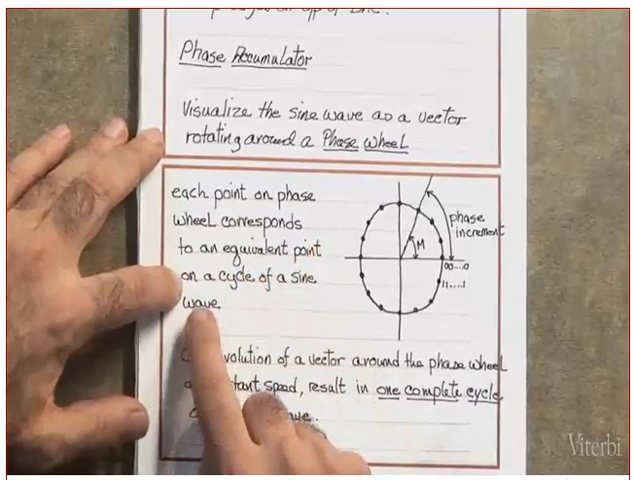 Phase Accumulator
Visualize the sine wave as a vector
rotating around a Phase wheel
each point on phase
wheel corresponds
to an equivalent point
on a cycle of a sine
wave
phase
increment
M
00....0
11.....1
volution of a vector around the phase wheel
stant speed, result in one complete cycle
Viterbi